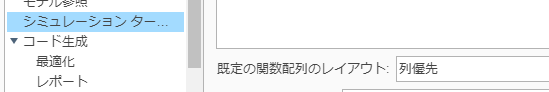 モデル参照
シミュレーション ター...
コード生成
最適化
レポート
既定の関数配列のレイアウト: 列優先